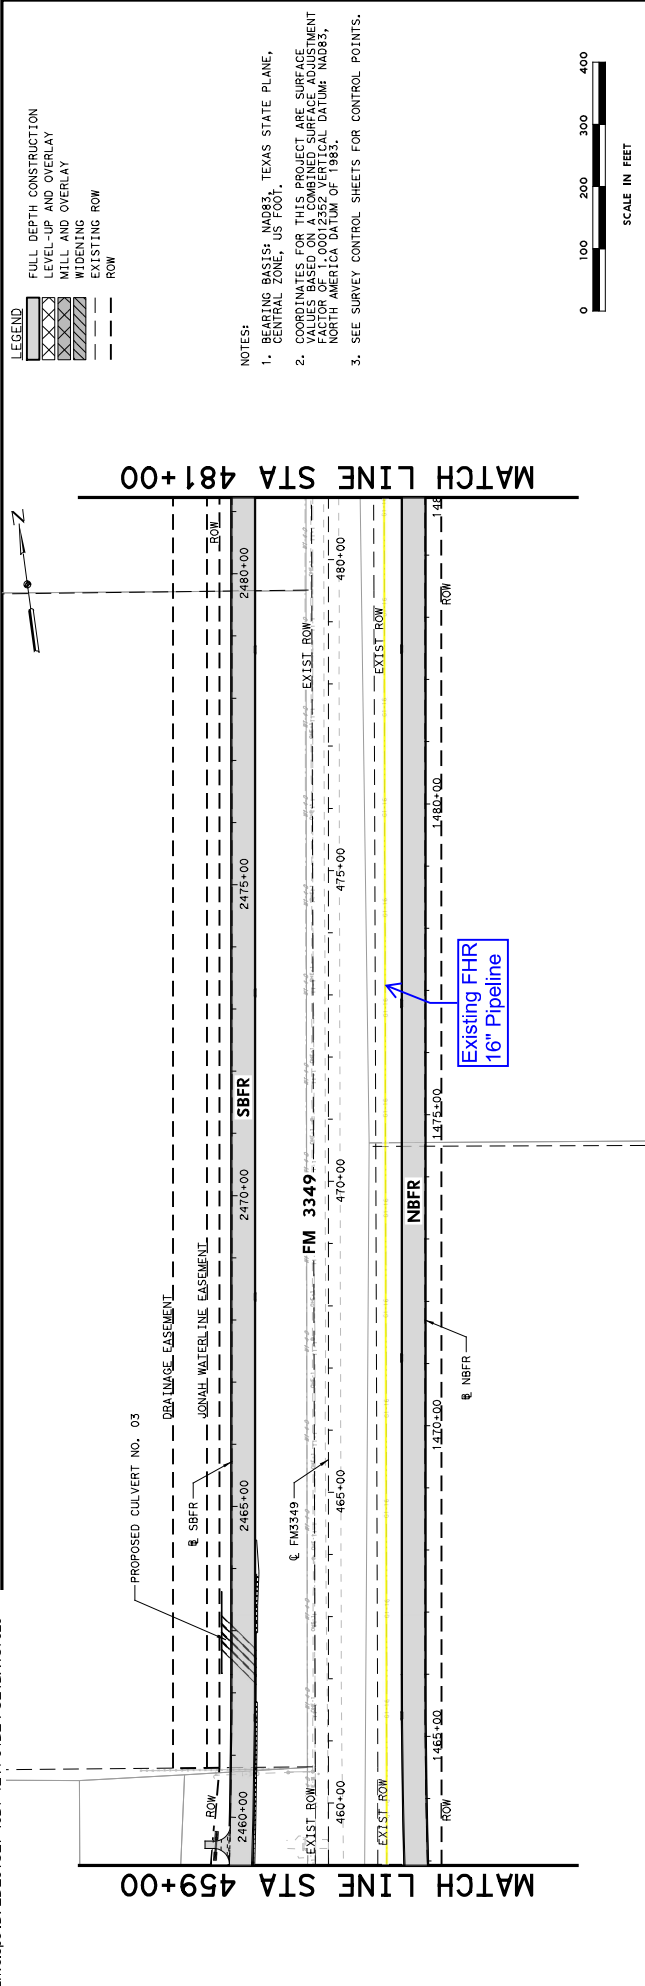 LEGEND
FULL DEPTH CONSTRUCTION
LEVEL-UP AND OVERLAY
MILL AND OVERLAY
WIDENING
EXISTING ROW
ROW
NOTES:
1. BEARING BASIS: NAD83, TEXAS STATE PLANE,
CENTRAL ZONE, US FOOT.
2. COORDINATES FOR THIS PROJECT ARE SURFACE
VALUES BASED ON A COMBINED SURFACE ADJUSTMENT
FACTOR OF 1.00012352 VERTICAL DATUM: NAD83,
NORTH AMERICA DATUM OF 1983.
3. SEE SURVEY CONTROL SHEETS FOR CONTROL POINTS.
0 100 200 300 400
SCALE IN FEET
MATCH LINE STA 481+00
MATCH LINE STA 459+00
N
PROPOSED CULVERT NO. 03
DRAINAGE EASEMENT
JONAH WATERLINE EASEMENT
ROW
ROW
℄ SBFR
SBFR
2460+00
2465+00
2470+00
2475+00
2480+00
EXIST ROW
EXIST ROW
℄ FM3349
FM 3349
460+00
465+00
470+00
475+00
480+00
EXIST ROW
EXIST ROW
NBFR
1465+00
1470+00
1475+00
1480+00
148
ROW
ROW
℄ NBFR
Existing FHR
16" Pipeline